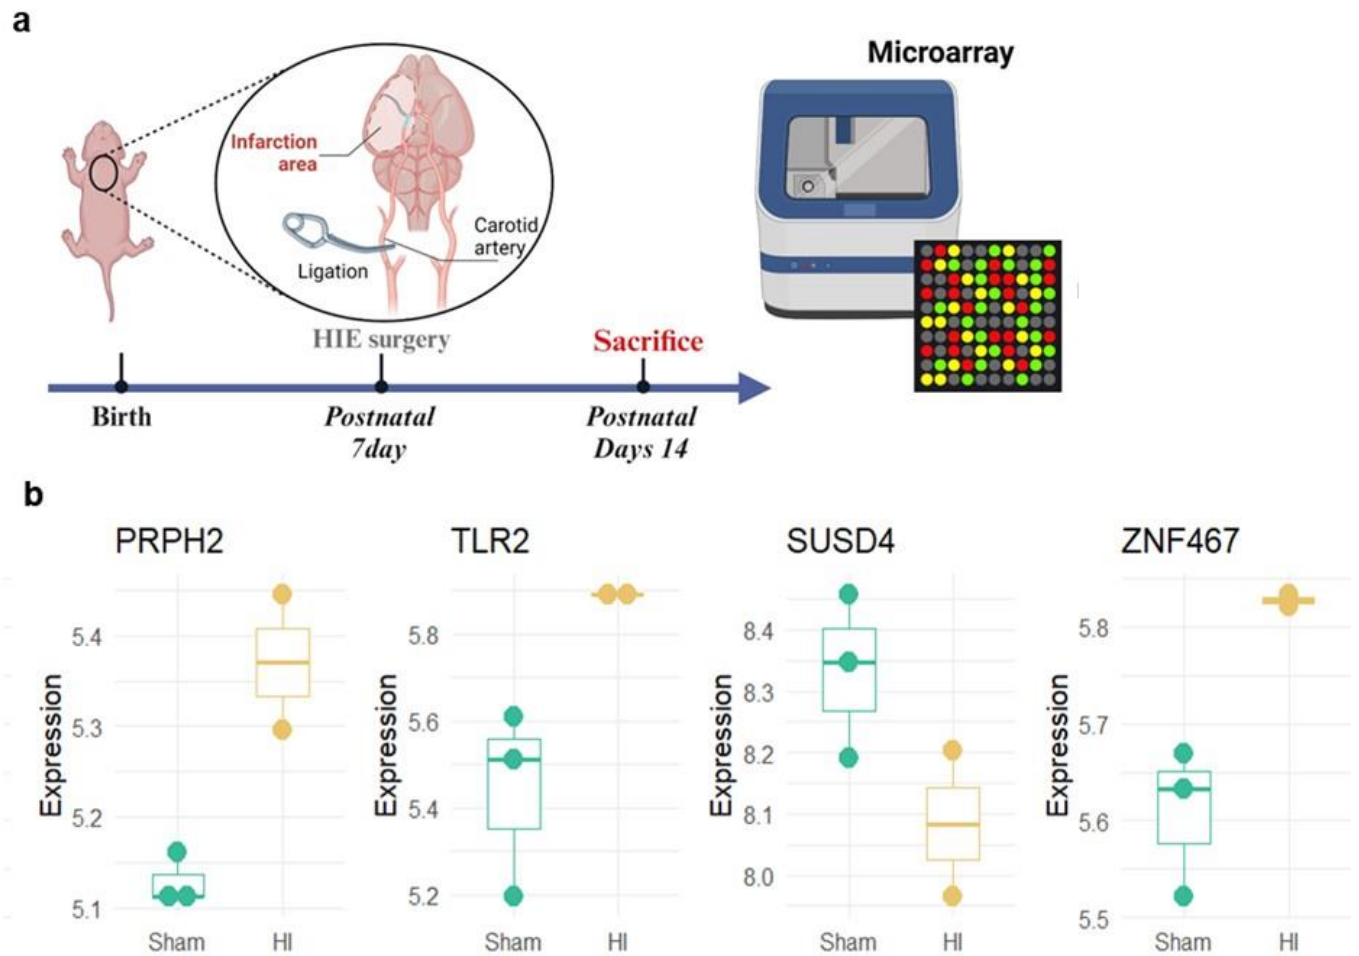 a
Microarray
Infarction
area
Carotid
artery
Ligation
HIE surgery
Sacrifice
Birth
Postnatal
7day
Postnatal
Days 14
b
PRPH2
TLR2
SUSD4
ZNF467
Expression
5.4
5.3
5.2
5.1
Sham
HI
Expression
5.8
5.6
5.4
5.2
Sham
HI
Expression
8.4
8.3
8.2
8.1
8.0
Sham
HI
Expression
5.8
5.7
5.6
5.5
Sham
HI